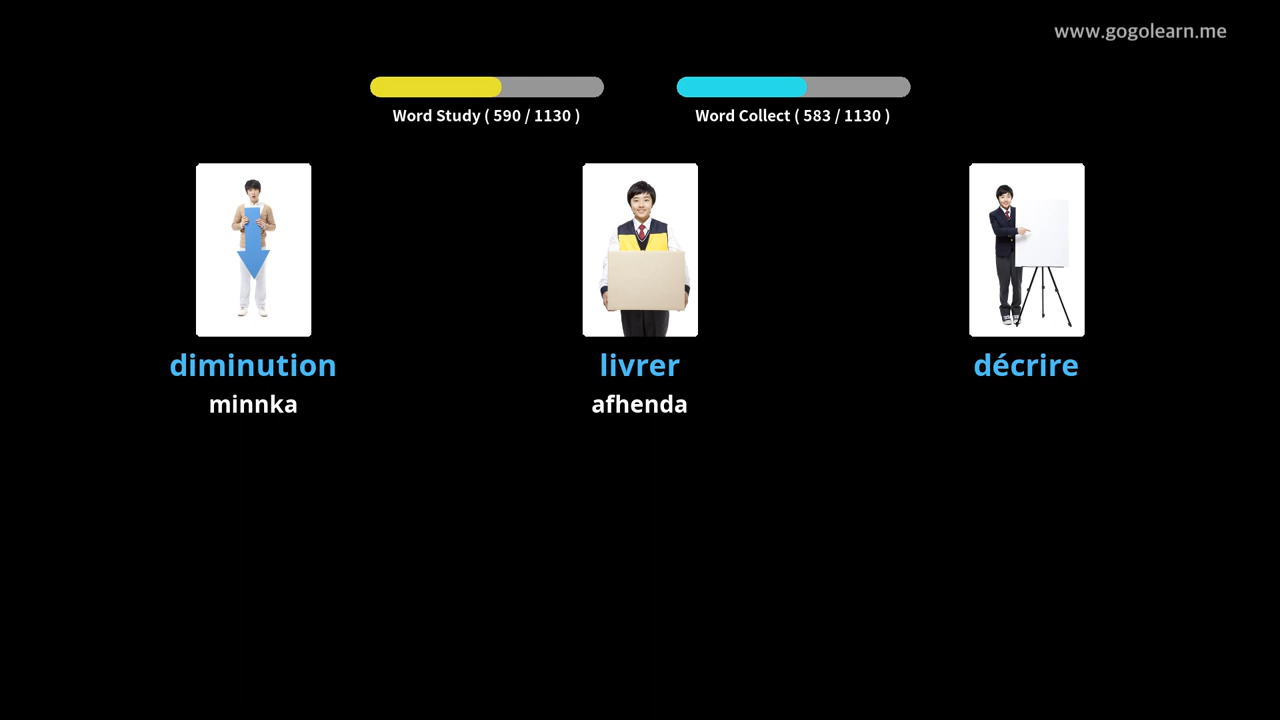 www.gogolearn.me
Word Study ( 590 / 1130 )
Word Collect ( 583 / 1130 )
diminution
livrer
décrire
minnka
afhenda